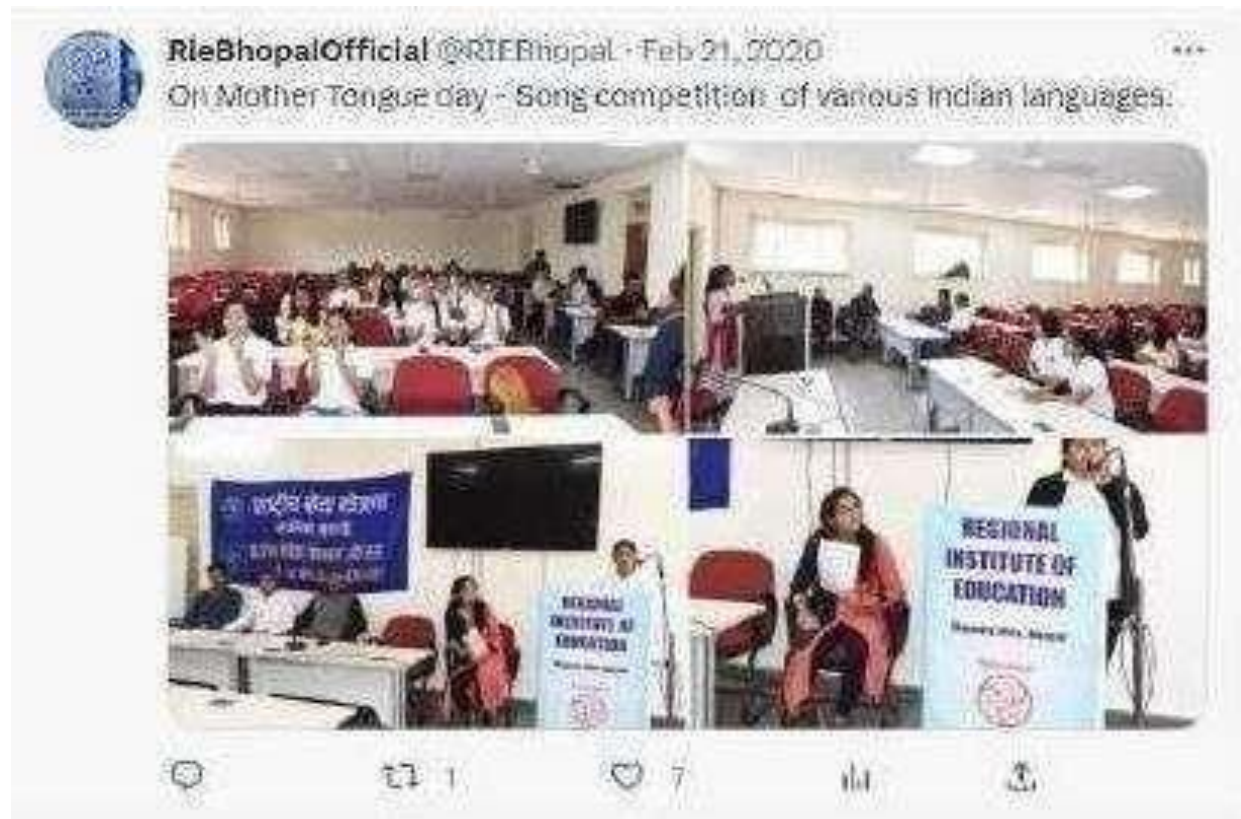 RieBhopalOfficial @RIEBhopal · Feb 21, 2020
On Mother Tongue day - Song competition of various Indian languages.
राष्ट्रीय सेवा योजना
REGIONAL
INSTITUTE OF
EDUCATION
REGIONAL
INSTITUTE OF
EDUCATION
1
7